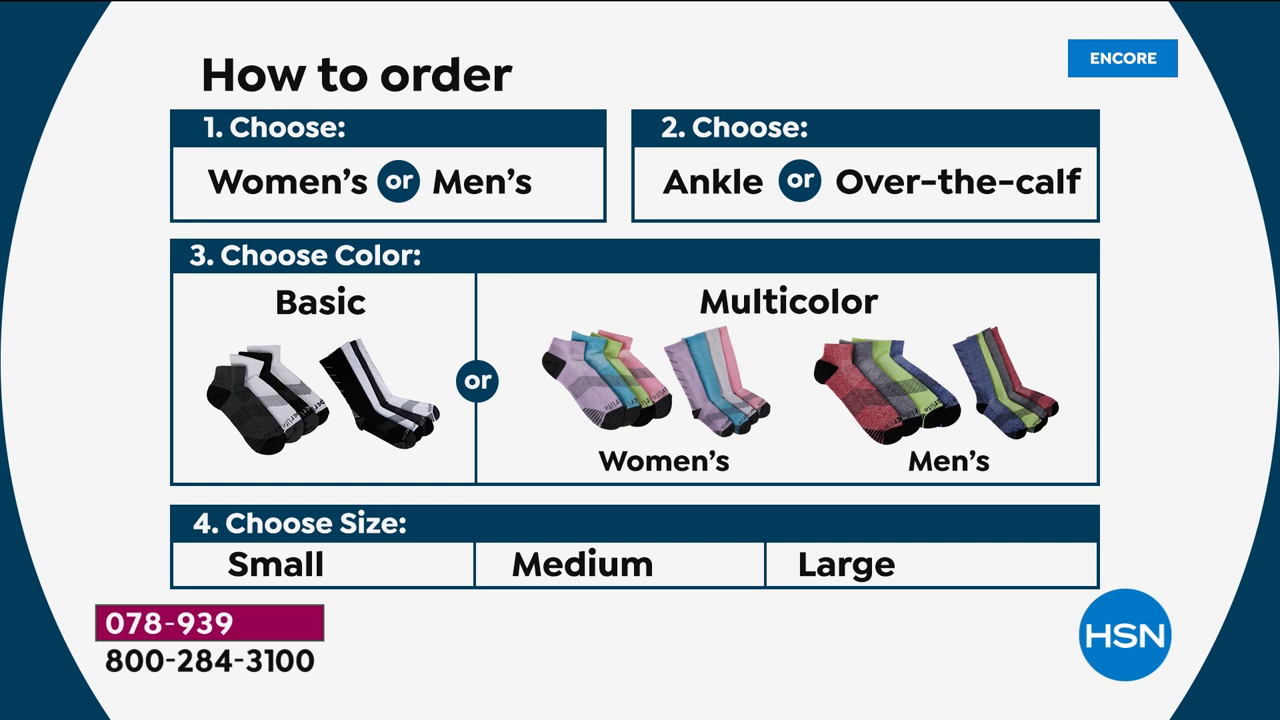 How to order
ENCORE
1. Choose:
Women's or Men's
2. Choose:
Ankle or Over-the-calf
3. Choose Color:
Basic
or
Multicolor
Women's
Men's
4. Choose Size:
Small
Medium
Large
078-939
800-284-3100
HSN